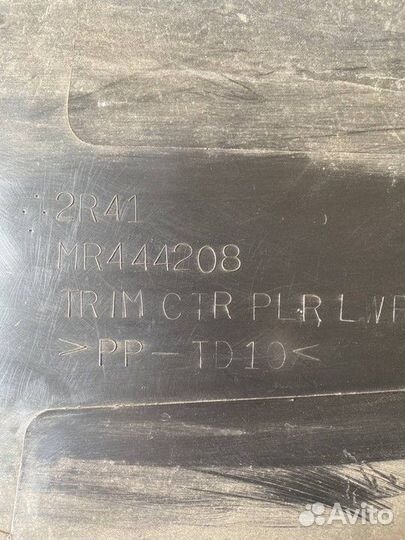 2R41
MR444208
TRIM CTR PLR LWR
>PP-TD10<
Avito